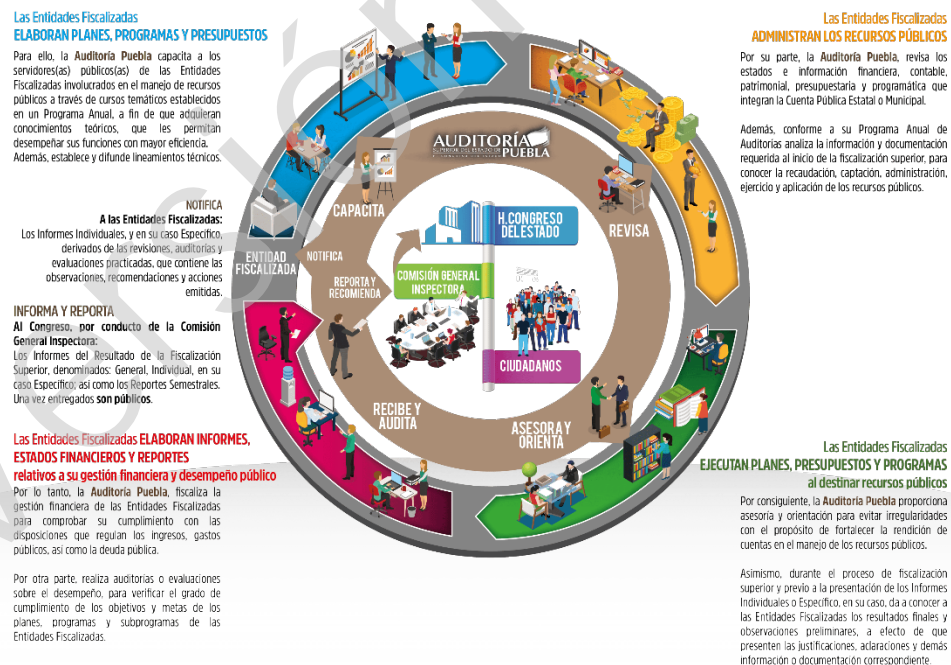 Las Entidades Fiscalizadas
ELABORAN PLANES, PROGRAMAS Y PRESUPUESTOS
Para ello, la Auditoría Puebla capacita a los
servidores(as) públicos(as) de las Entidades
Fiscalizadas involucrados en el manejo de recursos
públicos a través de cursos temáticos establecidos
en un Programa Anual, a fin de que adquieran
conocimientos teóricos, que les permitan
desempeñar sus funciones con mayor eficiencia.
Además, establece y difunde lineamientos técnicos.
NOTIFICA
A las Entidades Fiscalizadas:
Los Informes Individuales, y en su caso Específico,
derivados de las revisiones, auditorías y
evaluaciones practicadas, que contiene las
observaciones, recomendaciones y acciones
emitidas.
INFORMA Y REPORTA
Al Congreso, por conducto de la Comisión
General Inspectora:
Los Informes del Resultado de la Fiscalización
Superior, denominados: General, Individual, en su
caso Específico; así como los Reportes Semestrales.
Una vez entregados son públicos.
Las Entidades Fiscalizadas ELABORAN INFORMES,
ESTADOS FINANCIEROS Y REPORTES
relativos a su gestión financiera y desempeño público
Por lo tanto, la Auditoría Puebla, fiscaliza la
gestión financiera de las Entidades Fiscalizadas
para comprobar su cumplimiento con las
disposiciones que regulan los ingresos, gastos
públicos, así como la deuda pública.
Por otra parte, realiza auditorías o evaluaciones
sobre el desempeño, para verificar el grado de
cumplimiento de los objetivos y metas de los
planes, programas y subprogramas de las
Entidades Fiscalizadas.
AUDITORÍA
PUEBLA
CAPACITA
REVISA
H. CONGRESO
DEL ESTADO
ENTIDAD
FISCALIZADA
NOTIFICA
REPORTA Y
RECOMIENDA
COMISIÓN GENERAL
INSPECTORA
CIUDADANOS
RECIBE Y
AUDITA
ASESORA Y
ORIENTA
Las Entidades Fiscalizadas
ADMINISTRAN LOS RECURSOS PÚBLICOS
Por su parte, la Auditoría Puebla, revisa los
estados e información financiera, contable,
patrimonial, presupuestaria y programática que
integran la Cuenta Pública Estatal o Municipal.
Además, conforme a su Programa Anual de
Auditorías analiza la información y documentación
requerida al inicio de la fiscalización superior, para
conocer la recaudación, captación, administración,
ejercicio y aplicación de los recursos públicos.
Las Entidades Fiscalizadas
EJECUTAN PLANES, PRESUPUESTOS Y PROGRAMAS
al destinar recursos públicos
Por consiguiente, la Auditoría Puebla proporciona
asesoría y orientación para evitar irregularidades
con el propósito de fortalecer la rendición de
cuentas en el manejo de los recursos públicos.
Asimismo, durante el proceso de fiscalización
superior y previo a la presentación de los Informes
Individuales o Específico, en su caso, da a conocer a
las Entidades Fiscalizadas los resultados finales y
observaciones preliminares, a efecto de que
presenten las justificaciones, aclaraciones y demás
información o documentación correspondiente.